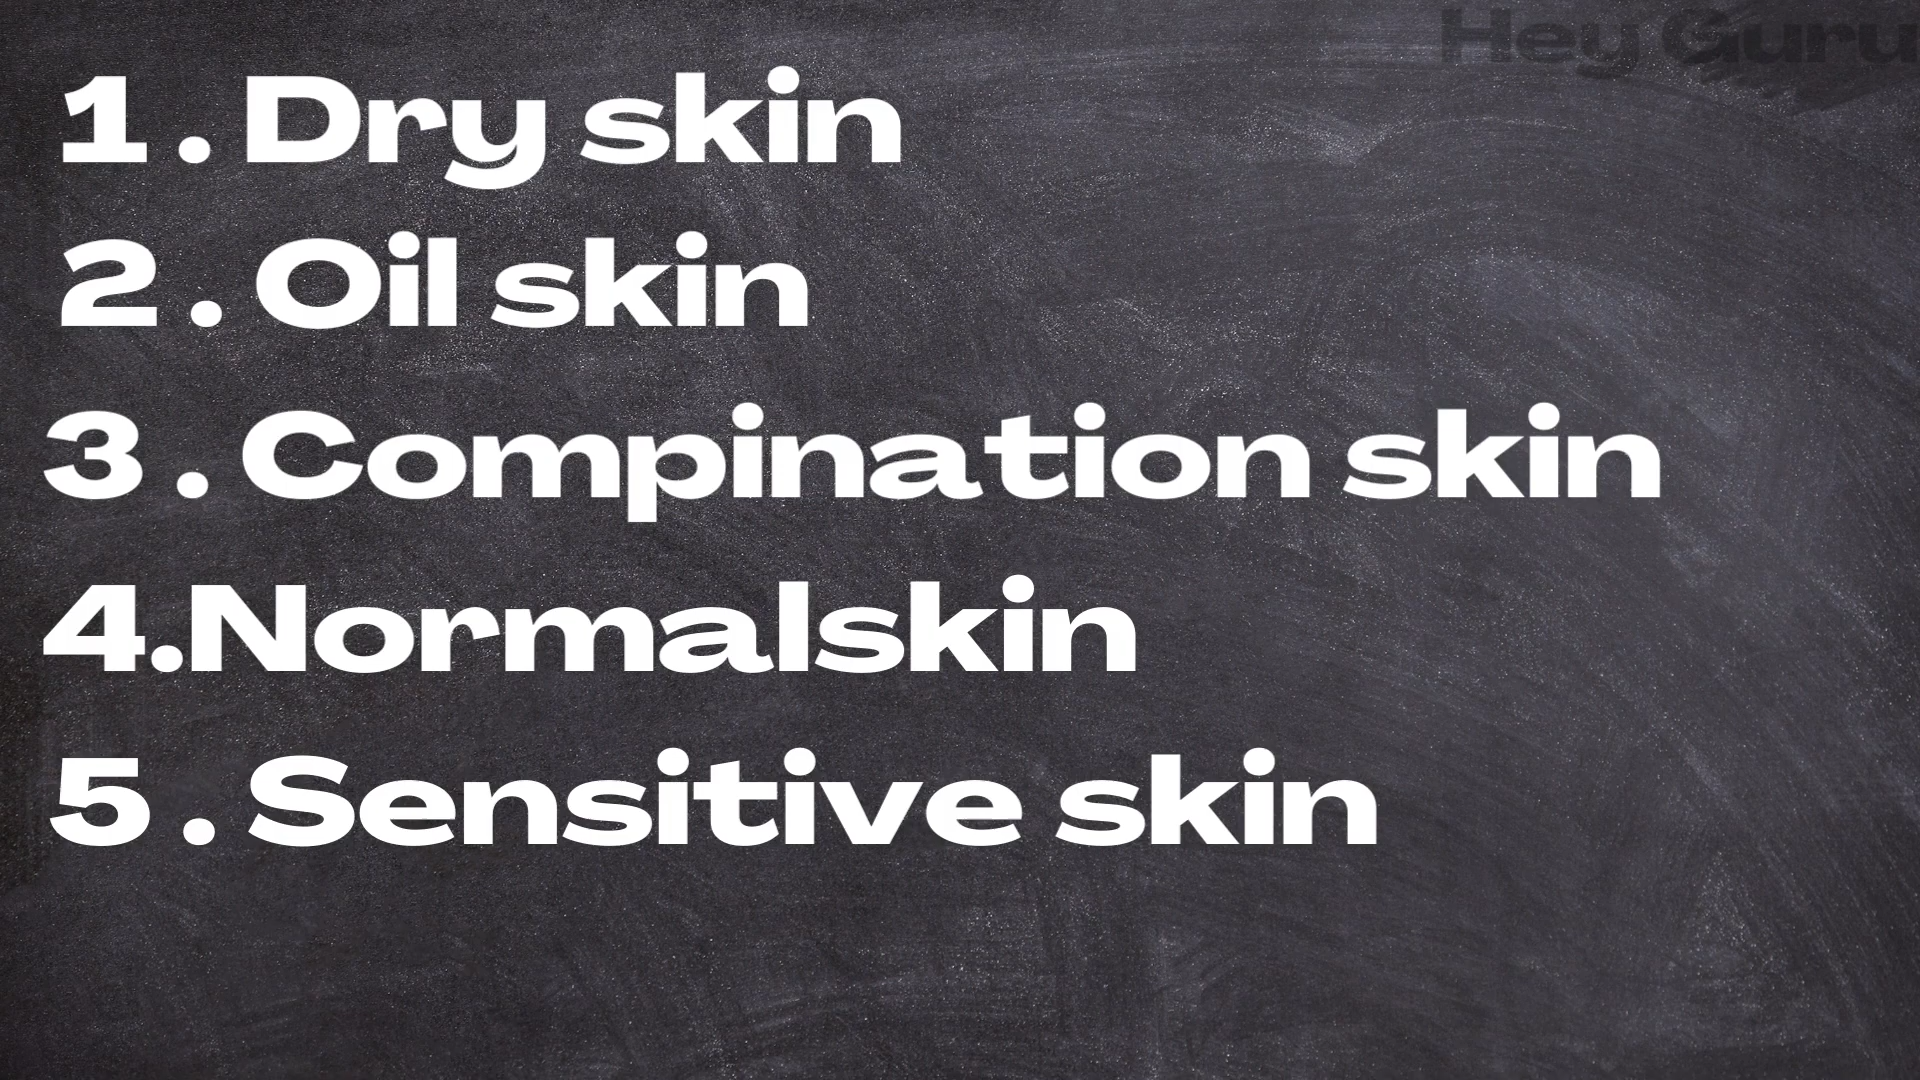 Hey Guru
1. Dry skin
2. Oil skin
3. Compination skin
4.Normalskin
5. Sensitive skin